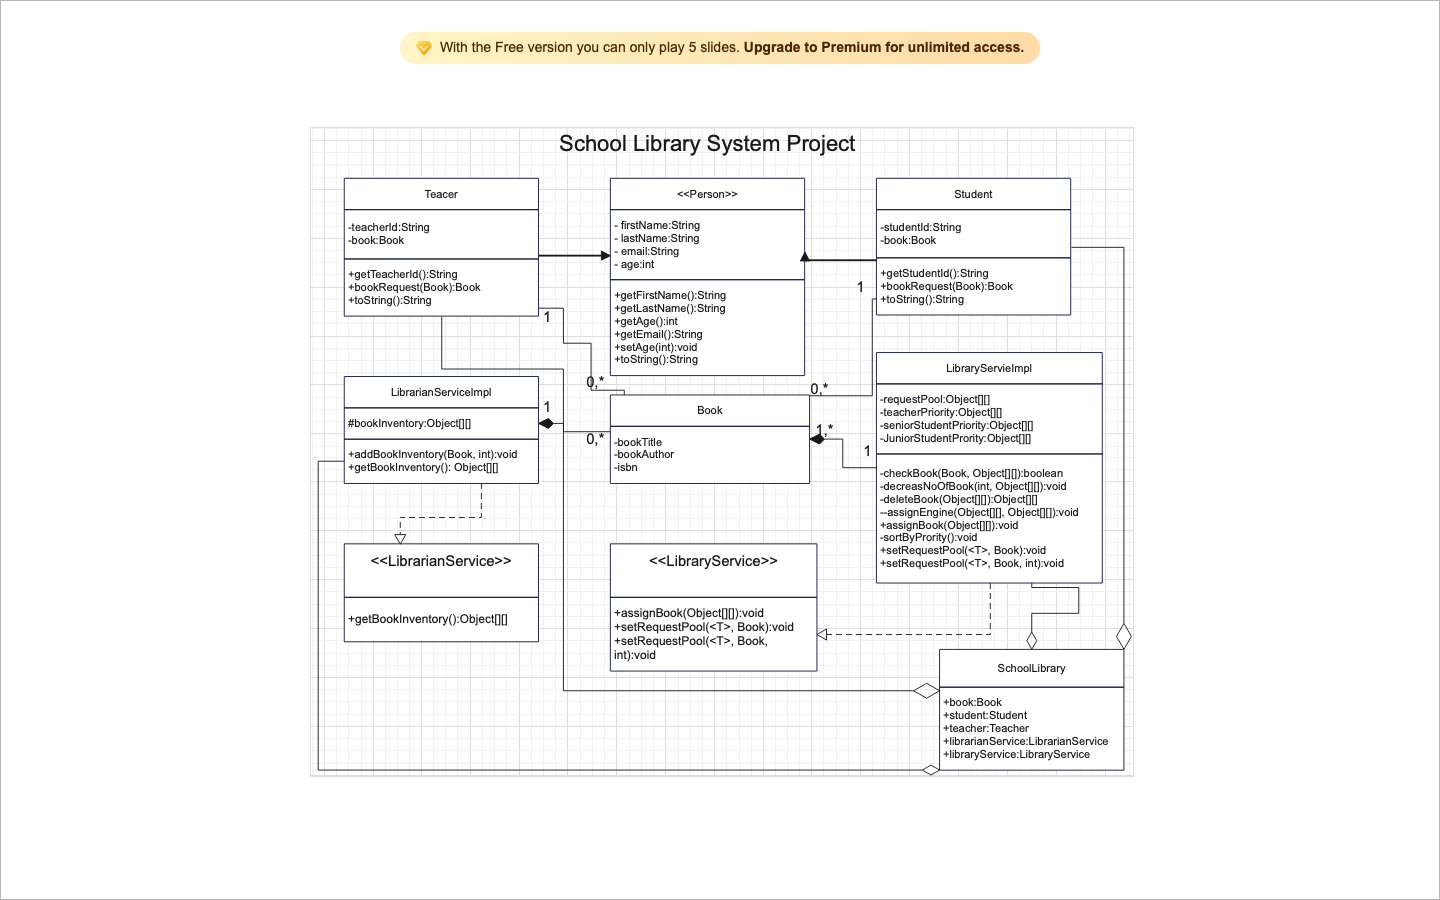 With the Free version you can only play 5 slides. Upgrade to Premium for unlimited access.
School Library System Project
Teacer
-teacherId:String
-book:Book
+getTeacherId():String
+bookRequest(Book):Book
+toString():String
<<Person>>
- firstName:String
- lastName:String
- email:String
- age:int
+getFirstName():String
+getLastName():String
+getAge():int
+getEmail():String
+setAge(int):void
+toString():String
Student
-studentId:String
-book:Book
+getStudentId():String
+bookRequest(Book):Book
+toString():String
1
1
0,*
0,*
LibrarianServiceImpl
#bookInventory:Object[][]
+addBookInventory(Book, int):void
+getBookInventory(): Object[][]
1
0,*
Book
-bookTitle
-bookAuthor
-isbn
1,*
1
LibraryServieImpl
-requestPool:Object[][]
-teacherPriority:Object[][]
-seniorStudentPriority:Object[][]
-JuniorStudentPrority:Object[][]
-checkBook(Book, Object[][]):boolean
-decreasNoOfBook(int, Object[][]):void
-deleteBook(Object[][]):Object[][]
--assignEngine(Object[][], Object[][]):void
+assignBook(Object[][]):void
-sortByPrority():void
+setRequestPool(<T>, Book):void
+setRequestPool(<T>, Book, int):void
<<LibrarianService>>
+getBookInventory():Object[][]
<<LibraryService>>
+assignBook(Object[][]):void
+setRequestPool(<T>, Book):void
+setRequestPool(<T>, Book,
int):void
SchoolLibrary
+book:Book
+student:Student
+teacher:Teacher
+librarianService:LibrarianService
+libraryService:LibraryService